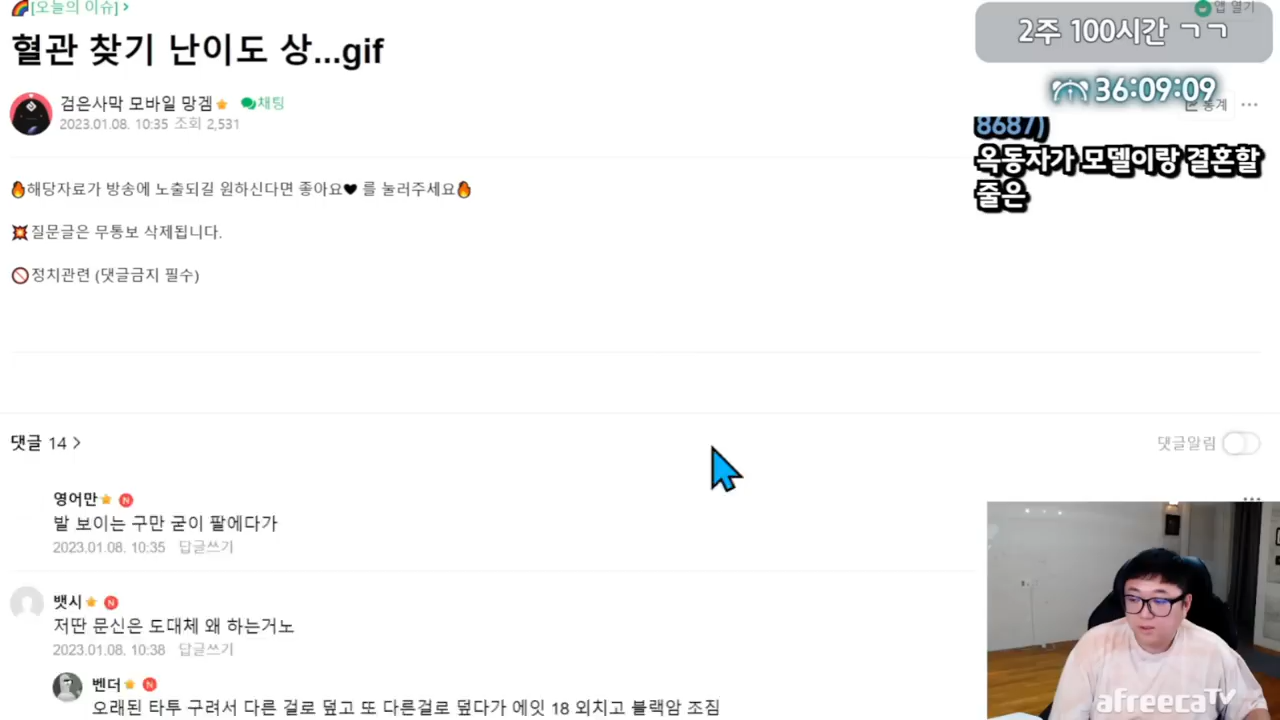 [오늘의 이슈] >
앱 열기
혈관 찾기 난이도 상...gif
2주 100시간 ㄱㄱ
36:09:09
검은사막 모바일 망겜
채팅
2023.01.08. 10:35 조회 2,531
통계
8687)
옥동자가 모델이랑 결혼할
줄은
해당자료가 방송에 노출되길 원하신다면 좋아요🖤 를 눌러주세요
질문글은 무통보 삭제됩니다.
정치관련 (댓글금지 필수)
댓글 14 >
댓글알림
영어만 N
발 보이는 구만 굳이 팔에다가
2023.01.08. 10:35 답글쓰기
뱃시 N
저딴 문신은 도대체 왜 하는거노
2023.01.08. 10:38 답글쓰기
벤더 N
오래된 타투 구려서 다른 걸로 덮고 또 다른걸로 덮다가 에잇 18 외치고 블랙암 조짐
afreecaTV